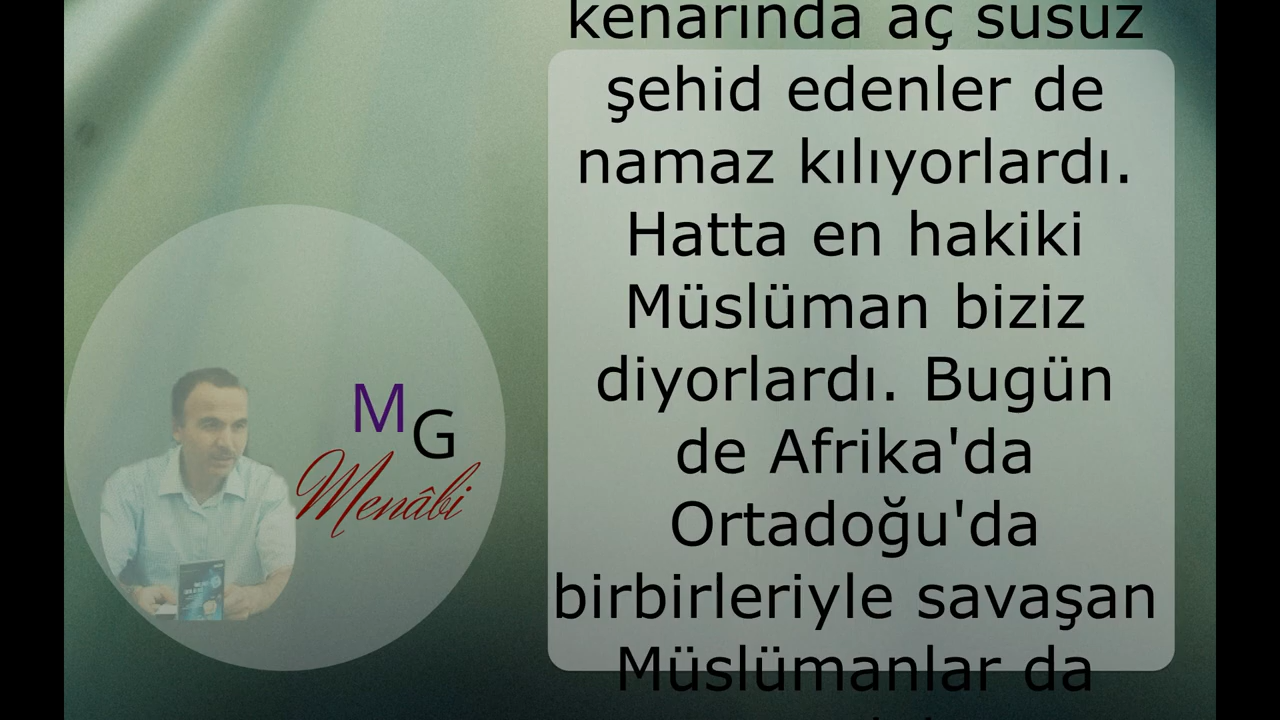 kenarında aç susuz
şehid edenler de
namaz kılıyorlardı.
Hatta en hakiki
Müslüman biziz
diyorlardı. Bugün
de Afrika'da
Ortadoğu'da
birbirleriyle savaşan
Müslümanlar da
M
G
Menâbi